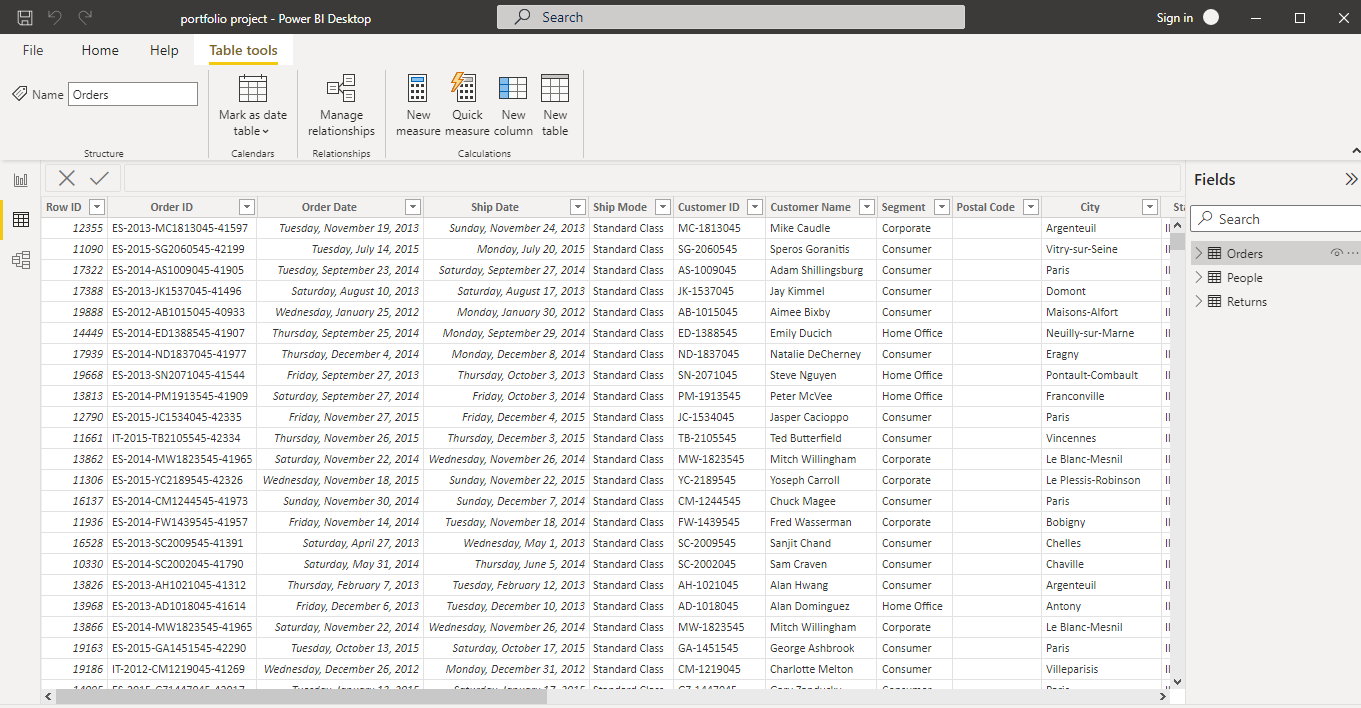 portfolio project - Power BI Desktop
Search
Sign in
File Home Help Table tools
Name Orders
Mark as date table
Manage relationships
New measure
Quick measure
New column
New table
Structure Calendars Relationships Calculations
Row ID Order ID Order Date Ship Date Ship Mode Customer ID Customer Name Segment Postal Code City
12355 ES-2013-MC1813045-41597 Tuesday, November 19, 2013 Sunday, November 24, 2013 Standard Class MC-1813045 Mike Caudle Corporate Argenteuil
11090 ES-2015-SG2060545-42199 Tuesday, July 14, 2015 Monday, July 20, 2015 Standard Class SG-2060545 Speros Goranitis Consumer Vitry-sur-Seine
17322 ES-2014-AS1009045-41905 Tuesday, September 23, 2014 Saturday, September 27, 2014 Standard Class AS-1009045 Adam Shillingsburg Consumer Paris
17388 ES-2013-JK1537045-41496 Saturday, August 10, 2013 Saturday, August 17, 2013 Standard Class JK-1537045 Jay Kimmel Consumer Domont
19888 ES-2012-AB1015045-40933 Wednesday, January 25, 2012 Monday, January 30, 2012 Standard Class AB-1015045 Aimee Bixby Consumer Maisons-Alfort
14449 ES-2014-ED1388545-41907 Thursday, September 25, 2014 Monday, September 29, 2014 Standard Class ED-1388545 Emily Ducich Home Office Neuilly-sur-Marne
17939 ES-2014-ND1837045-41977 Thursday, December 4, 2014 Monday, December 8, 2014 Standard Class ND-1837045 Natalie DeCherney Consumer Eragny
19668 ES-2013-SN2071045-41544 Friday, September 27, 2013 Thursday, October 3, 2013 Standard Class SN-2071045 Steve Nguyen Home Office Pontault-Combault
13813 ES-2014-PM1913545-41909 Saturday, September 27, 2014 Friday, October 3, 2014 Standard Class PM-1913545 Peter McVee Home Office Franconville
12790 ES-2015-JC1534045-42335 Friday, November 27, 2015 Friday, December 4, 2015 Standard Class JC-1534045 Jasper Cacioppo Consumer Paris
11661 IT-2015-TB2105545-42334 Thursday, November 26, 2015 Thursday, December 3, 2015 Standard Class TB-2105545 Ted Butterfield Consumer Vincennes
13862 ES-2014-MW1823545-41965 Saturday, November 22, 2014 Wednesday, November 26, 2014 Standard Class MW-1823545 Mitch Willingham Corporate Le Blanc-Mesnil
11306 ES-2015-YC2189545-42326 Wednesday, November 18, 2015 Sunday, November 22, 2015 Standard Class YC-2189545 Yoseph Carroll Corporate Le Plessis-Robinson
16137 ES-2014-CM1244545-41973 Sunday, November 30, 2014 Sunday, December 7, 2014 Standard Class CM-1244545 Chuck Magee Consumer Paris
11936 ES-2014-FW1439545-41957 Friday, November 14, 2014 Tuesday, November 18, 2014 Standard Class FW-1439545 Fred Wasserman Corporate Bobigny
16528 ES-2013-SC2009545-41391 Saturday, April 27, 2013 Wednesday, May 1, 2013 Standard Class SC-2009545 Sanjit Chand Consumer Chelles
10330 ES-2014-SC2002045-41790 Saturday, May 31, 2014 Thursday, June 5, 2014 Standard Class SC-2002045 Sam Craven Consumer Chaville
13826 ES-2013-AH1021045-41312 Thursday, February 7, 2013 Tuesday, February 12, 2013 Standard Class AH-1021045 Alan Hwang Consumer Argenteuil
13968 ES-2013-AD1018045-41614 Friday, December 6, 2013 Tuesday, December 10, 2013 Standard Class AD-1018045 Alan Dominguez Home Office Antony
13866 ES-2014-MW1823545-41965 Saturday, November 22, 2014 Wednesday, November 26, 2014 Standard Class MW-1823545 Mitch Willingham Corporate Le Blanc-Mesnil
19163 ES-2015-GA1451545-42290 Tuesday, October 13, 2015 Saturday, October 17, 2015 Standard Class GA-1451545 George Ashbrook Consumer Paris
19186 IT-2012-CM1219045-41269 Wednesday, December 26, 2012 Monday, December 31, 2012 Standard Class CM-1219045 Charlotte Melton Consumer Villeparisis
Fields
Search
Orders
People
Returns